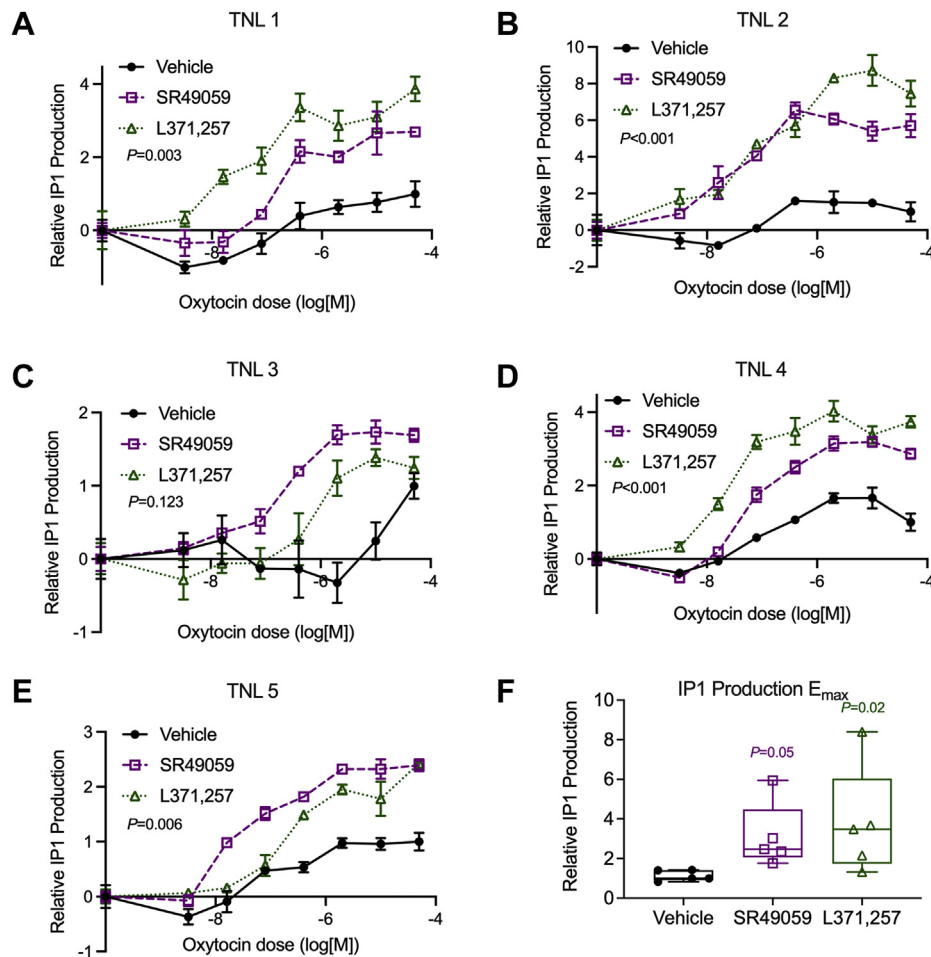 A
TNL 1
Vehicle
SR49059
L371,257
P=0.003
Relative IP1 Production
4
2
0
-8
-6
-4
Oxytocin dose (log[M])
B
TNL 2
Vehicle
SR49059
L371,257
P<0.001
Relative IP1 Production
10
8
6
4
2
0
-2
-8
-6
-4
Oxytocin dose (log[M])
C
TNL 3
Vehicle
SR49059
L371,257
P=0.123
Relative IP1 Production
2
1
0
-1
-8
-6
-4
Oxytocin dose (log[M])
D
TNL 4
Vehicle
SR49059
L371,257
P<0.001
Relative IP1 Production
4
2
0
-8
-6
-4
Oxytocin dose (log[M])
E
TNL 5
Vehicle
SR49059
L371,257
P=0.006
Relative IP1 Production
3
2
1
0
-1
-8
-6
-4
Oxytocin dose (log[M])
F
IP1 Production Emax
P=0.05
P=0.02
Relative IP1 Production
10
8
6
4
2
0
Vehicle
SR49059
L371,257